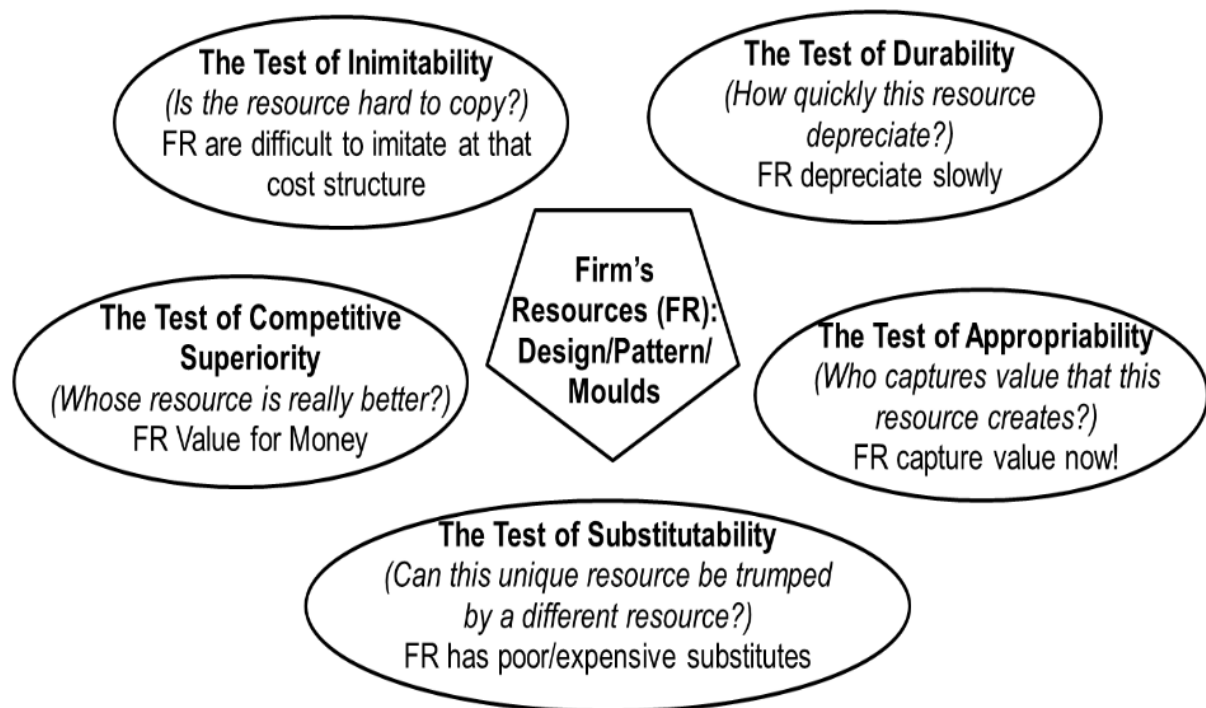 The Test of Inimitability
(Is the resource hard to copy?)
FR are difficult to imitate at that
cost structure
The Test of Durability
(How quickly this resource
depreciate?)
FR depreciate slowly
Firm's
Resources (FR):
Design/Pattern/
Moulds
The Test of Competitive
Superiority
(Whose resource is really better?)
FR Value for Money
The Test of Appropriability
(Who captures value that this
resource creates?)
FR capture value now!
The Test of Substitutability
(Can this unique resource be trumped
by a different resource?)
FR has poor/expensive substitutes